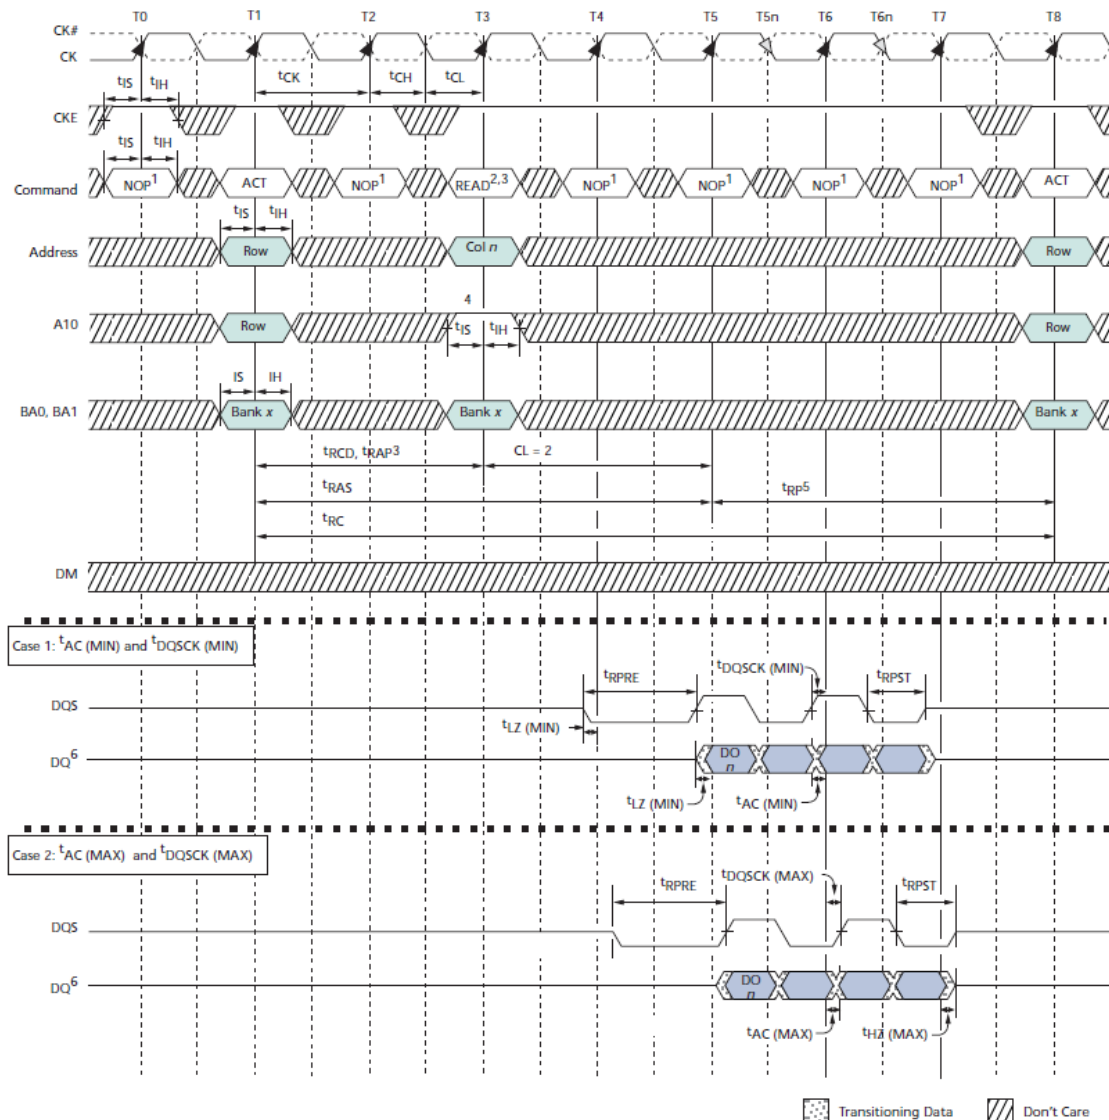 T0 T1 T2 T3 T4 T5 T5n T6 T6n T7 T8
CK#
CK
tIS tIH tCK tCH tCL
CKE
tIS tIH
Command NOP1 ACT NOP1 READ2,3 NOP1 NOP1 NOP1 NOP1 ACT
tIS tIH
Address Row Col n Row
4
A10 Row tIS tIH Row
IS IH
BA0, BA1 Bank x Bank x Bank x
tRCD, tRAP3 CL = 2
tRAS tRP5
tRC
DM
Case 1: tAC (MIN) and tDQSCK (MIN)
tDQSCK (MIN)
tRPRE tRPST
DQS
tLZ (MIN)
DQ6 DO
n
tLZ (MIN) tAC (MIN)
Case 2: tAC (MAX) and tDQSCK (MAX)
tDQSCK (MAX)
tRPRE tRPST
DQS
DQ6 DO
n
tAC (MAX) tHZ (MAX)
Transitioning Data Don't Care